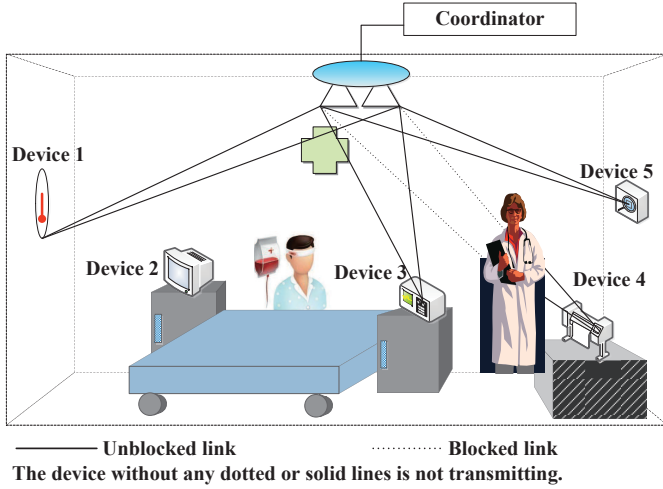 Coordinator
Device 1
Device 5
Device 2
Device 3
Device 4
Unblocked link
Blocked link
The device without any dotted or solid lines is not transmitting.